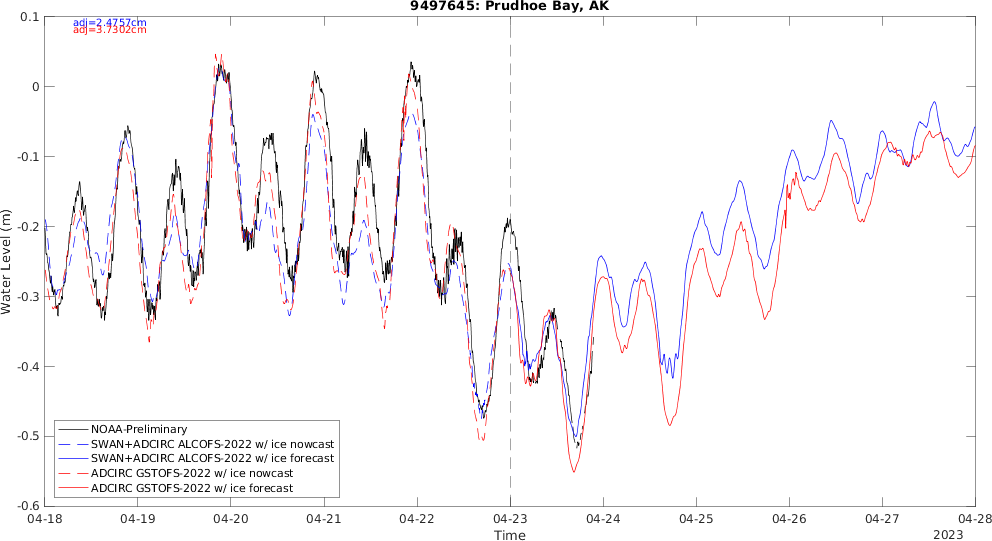 9497645: Prudhoe Bay, AK
adj=2.4757cm
adj=3.7302cm
0.1
0
-0.1
-0.2
-0.3
-0.4
-0.5
-0.6
Water Level (m)
NOAA-Preliminary
SWAN+ADCIRC ALCOFS-2022 w/ ice nowcast
SWAN+ADCIRC ALCOFS-2022 w/ ice forecast
ADCIRC GSTOFS-2022 w/ ice nowcast
ADCIRC GSTOFS-2022 w/ ice forecast
04-18 04-19 04-20 04-21 04-22 04-23 04-24 04-25 04-26 04-27 04-28
Time
2023